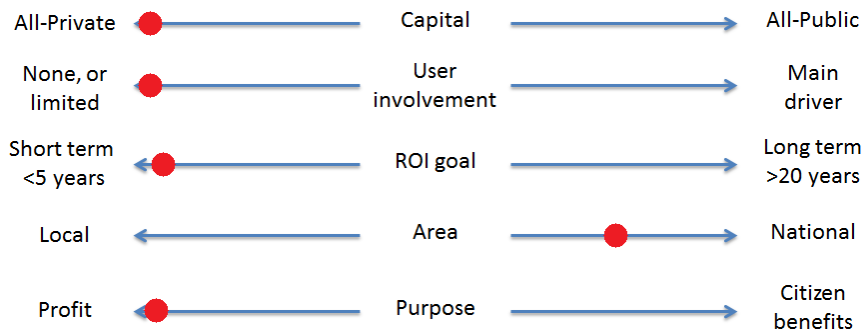 All-Private Capital All-Public
None, or
limited
User
involvement
Main
driver
Short term
<5 years
ROI goal
Long term
>20 years
Local Area National
Profit Purpose Citizen
benefits